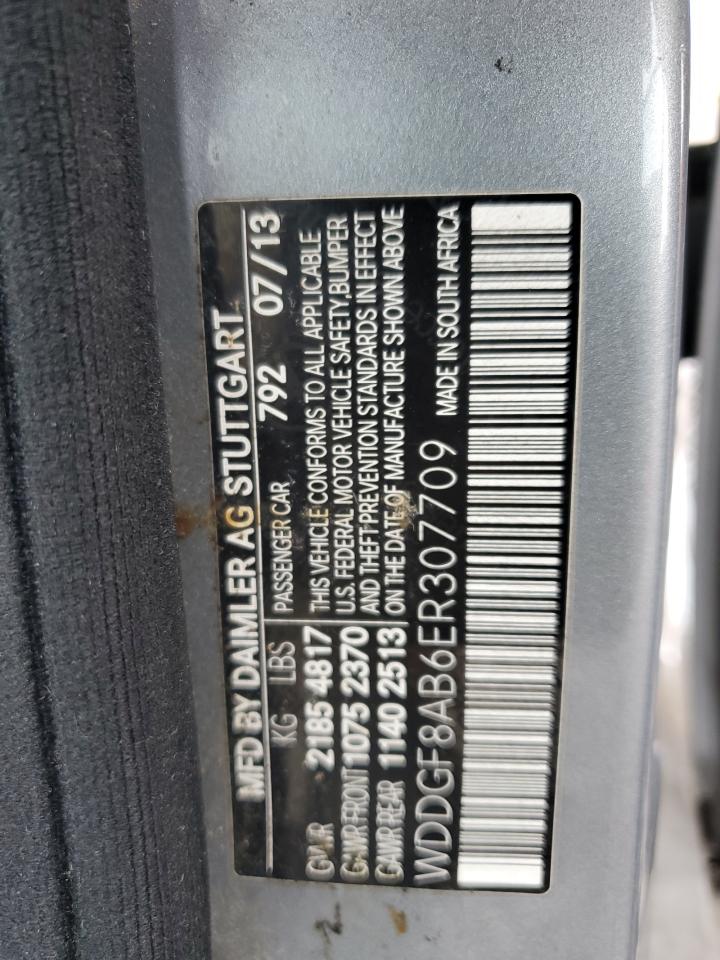 MFD BY DAIMLER AG STUTTGART
KG LBS PASSENGER CAR 792 07/13
GVWR 2185 4817 THIS VEHICLE CONFORMS TO ALL APPLICABLE
GAWR FRONT 1075 2370 U.S. FEDERAL MOTOR VEHICLE SAFETY,BUMPER
GAWR REAR 1140 2513 AND THEFT-PREVENTION STANDARDS IN EFFECT
ON THE DATE OF MANUFACTURE SHOWN ABOVE
WDDGF8AB6ER307709 MADE IN SOUTH AFRICA